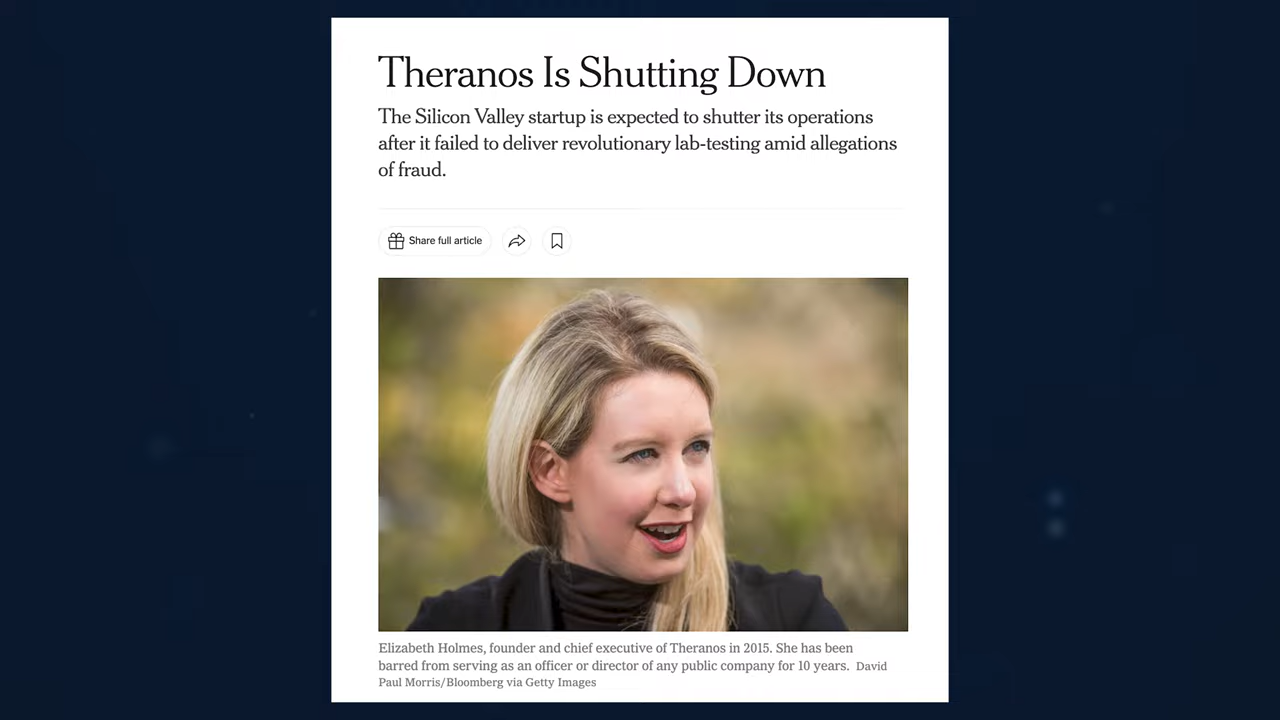 Theranos Is Shutting Down
The Silicon Valley startup is expected to shutter its operations
after it failed to deliver revolutionary lab-testing amid allegations
of fraud.
Share full article
Elizabeth Holmes, founder and chief executive of Theranos in 2015. She has been
barred from serving as an officer or director of any public company for 10 years. David
Paul Morris/Bloomberg via Getty Images